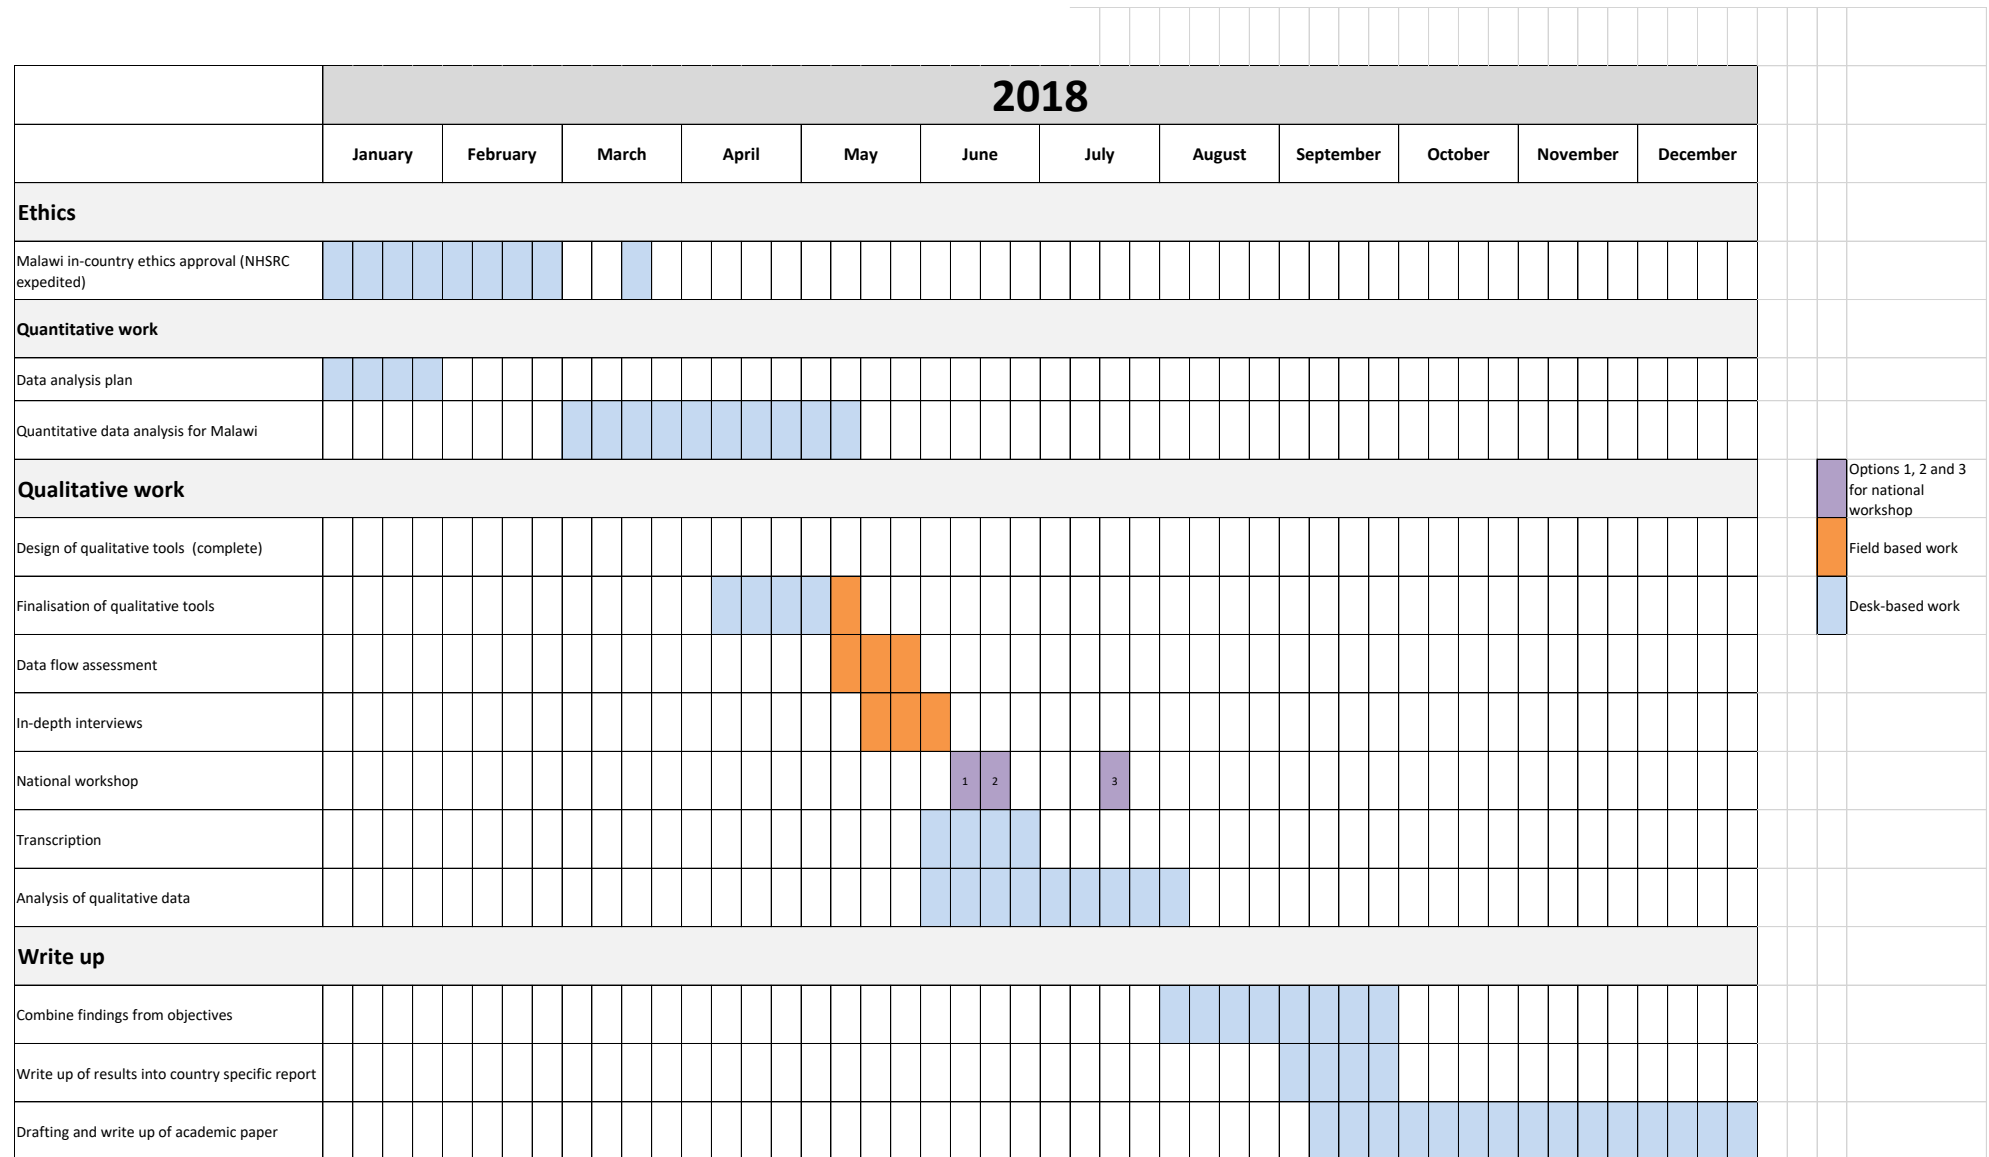 2018
January February March April May June July August September October November December
Ethics
Malawi in-country ethics approval (NHSRC
expedited)
Quantitative work
Data analysis plan
Quantitative data analysis for Malawi
Qualitative work
Options 1, 2 and 3
for national
workshop
Design of qualitative tools  (complete)
Field based work
Finalisation of qualitative tools
Desk-based work
Data flow assessment
In-depth interviews
National workshop
1 2 3
Transcription
Analysis of qualitative data
Write up
Combine findings from objectives
Write up of results into country specific report
Drafting and write up of academic paper